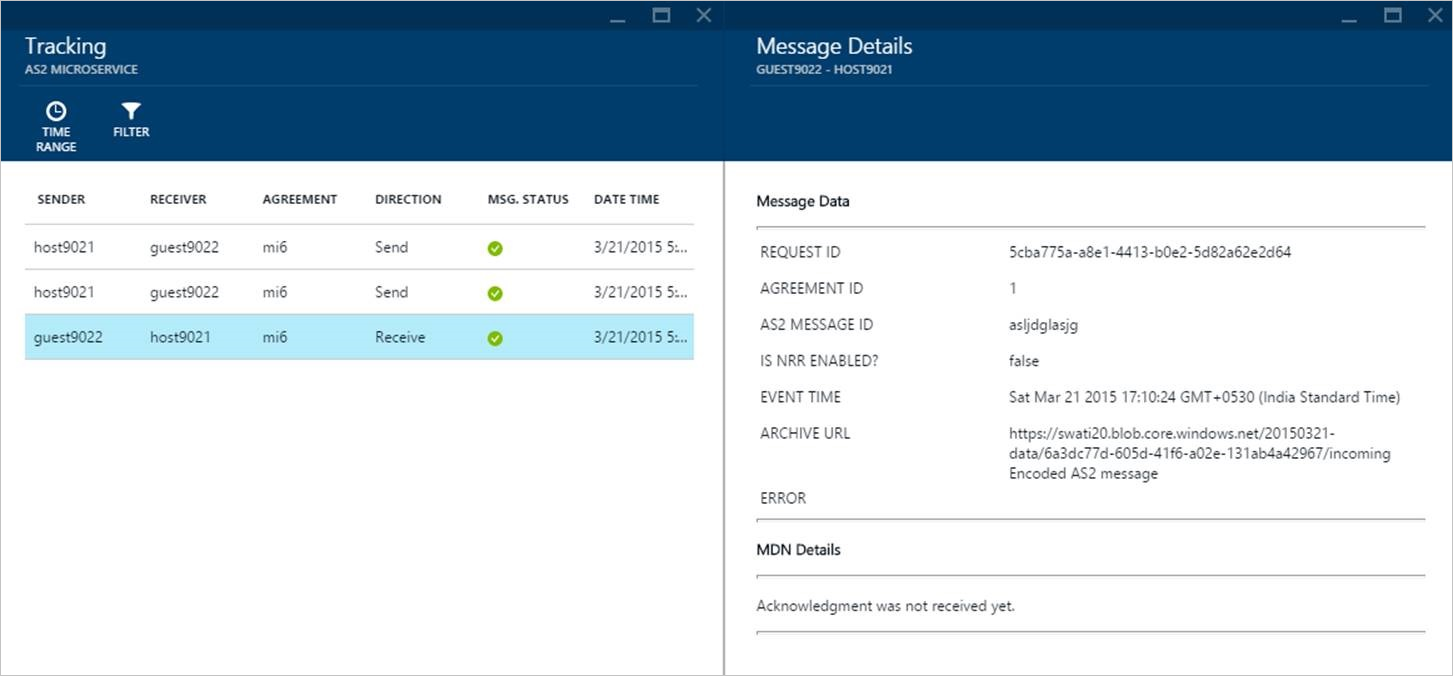 Tracking
AS2 MICROSERVICE
TIME
RANGE
FILTER
SENDER RECEIVER AGREEMENT DIRECTION MSG. STATUS DATE TIME
host9021 guest9022 mi6 Send 3/21/2015 5:...
host9021 guest9022 mi6 Send 3/21/2015 5:...
guest9022 host9021 mi6 Receive 3/21/2015 5:...
Message Details
GUEST9022 - HOST9021
Message Data
REQUEST ID 5cba775a-a8e1-4413-b0e2-5d82a62e2d64
AGREEMENT ID 1
AS2 MESSAGE ID asljdglasjg
IS NRR ENABLED? false
EVENT TIME Sat Mar 21 2015 17:10:24 GMT+0530 (India Standard Time)
ARCHIVE URL https://swati20.blob.core.windows.net/20150321-
data/6a3dc77d-605d-41f6-a02e-131ab4a42967/incoming
Encoded AS2 message
ERROR
MDN Details
Acknowledgment was not received yet.